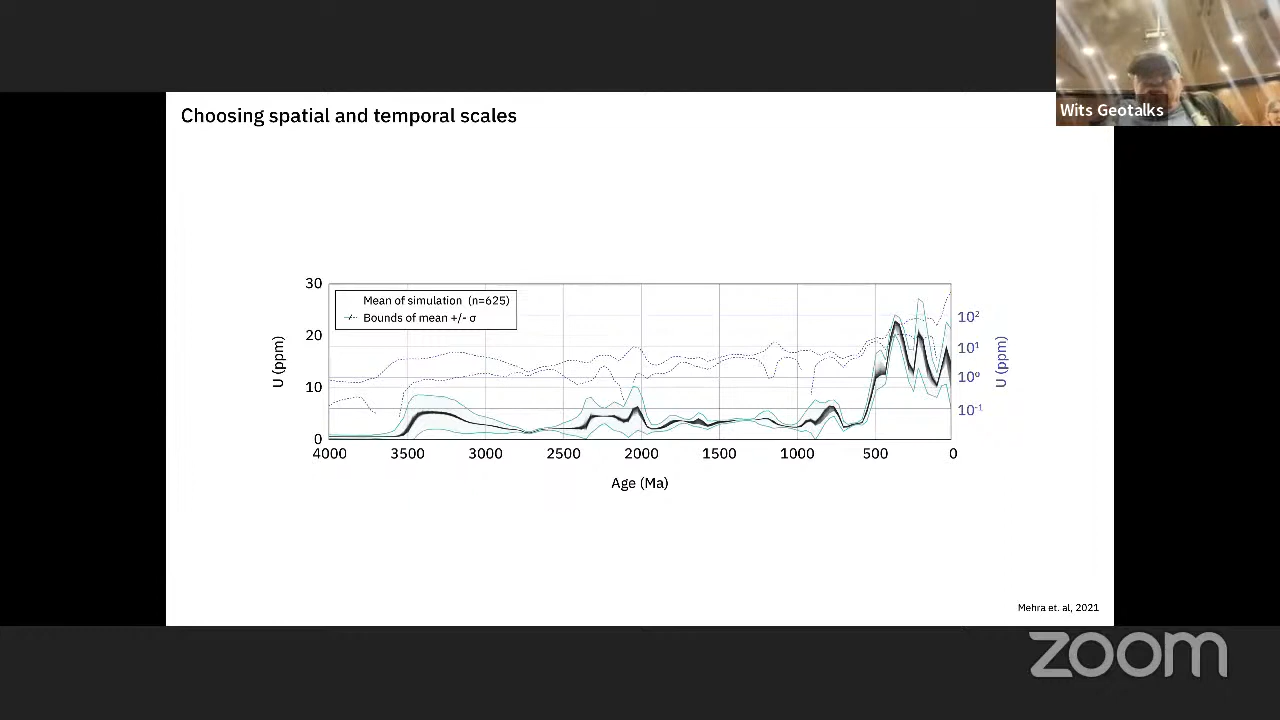 Wits Geotalks
Choosing spatial and temporal scales
Mean of simulation (n=625)
Bounds of mean +/- σ
30
20
10
0
U (ppm)
10²
10¹
10⁰
10⁻¹
U (ppm)
4000 3500 3000 2500 2000 1500 1000 500 0
Age (Ma)
Mehra et. al, 2021
zoom